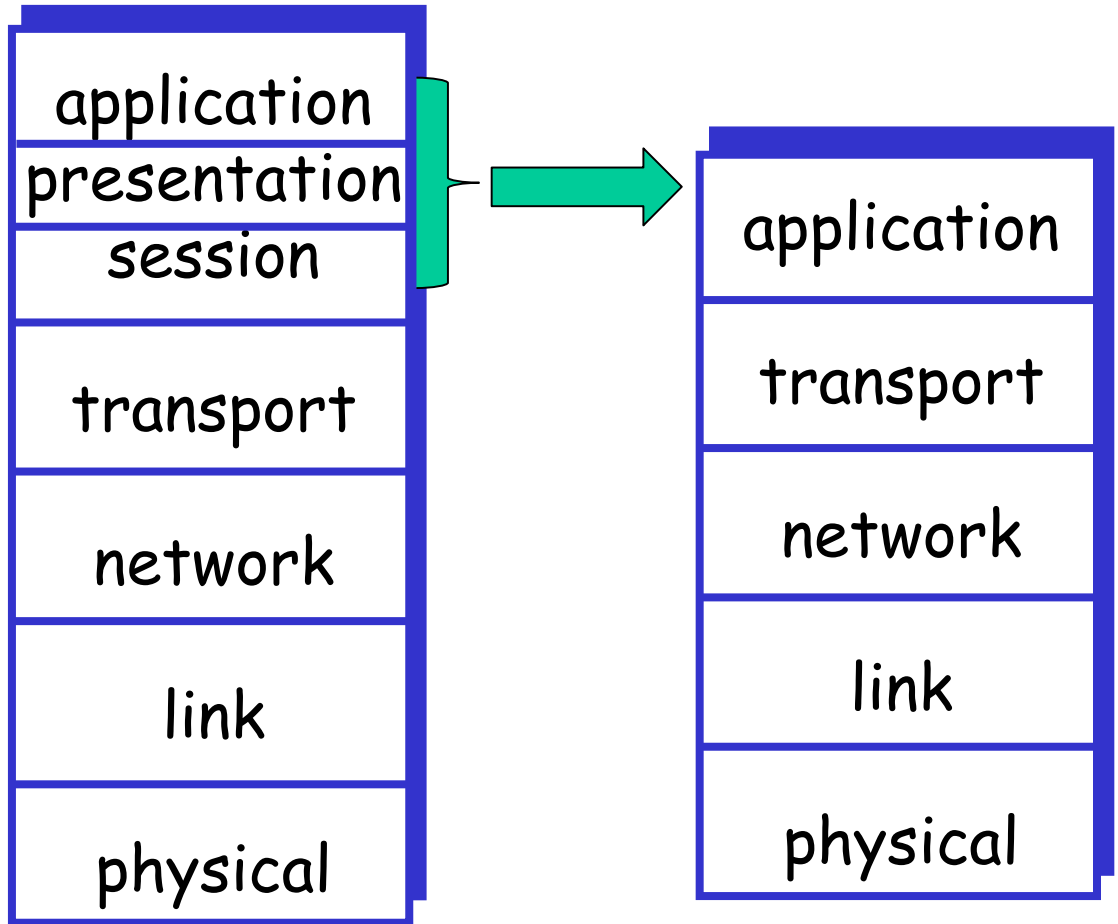 application
presentation
session
transport
network
link
physical
application
transport
network
link
physical